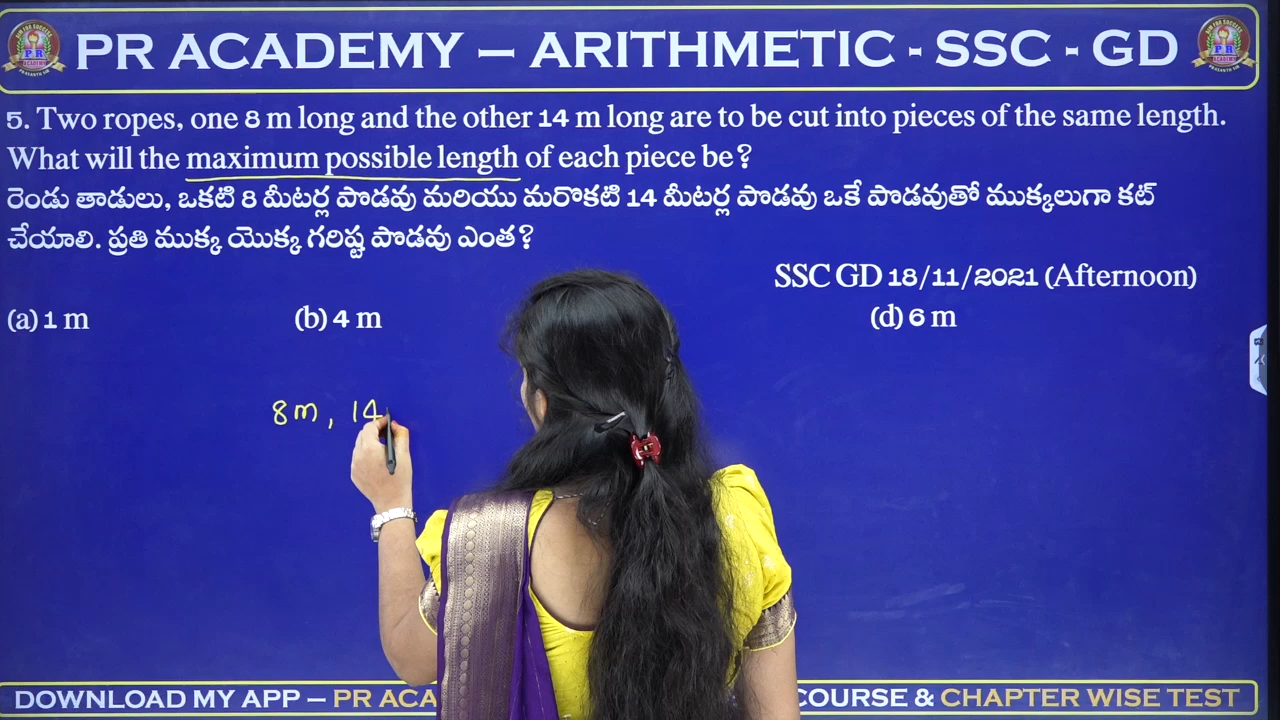 PR ACADEMY – ARITHMETIC - SSC - GD
5. Two ropes, one 8 m long and the other 14 m long are to be cut into pieces of the same length.
What will the maximum possible length of each piece be?
రెండు తాడులు, ఒకటి 8 మీటర్ల పొడవు మరియు మరొకటి 14 మీటర్ల పొడవు ఒకే పొడవుతో ముక్కలుగా కట్
చేయాలి. ప్రతి ముక్క యొక్క గరిష్ట పొడవు ఎంత?
SSC GD 18/11/2021 (Afternoon)
(a) 1 m (b) 4 m (d) 6 m
8m, 14
DOWNLOAD MY APP – PR COURSE & CHAPTER WISE TEST